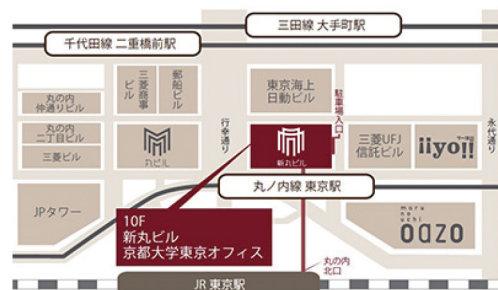 三田線 大手町駅
千代田線 二重橋前駅
丸の内
仲通りビル
三菱商事
ビル
郵船
ビル
東京海上
日動ビル
駐車場入口
行幸通り
永代通り
丸の内
二丁目ビル
三菱ビル
丸ビル
新丸ビル
三菱UFJ
信託ビル
iiyo!!
丸ノ内線 東京駅
JPタワー
10F
新丸ビル
京都大学東京オフィス
maru
no
uchi
oazo
丸の内
北口
JR 東京駅